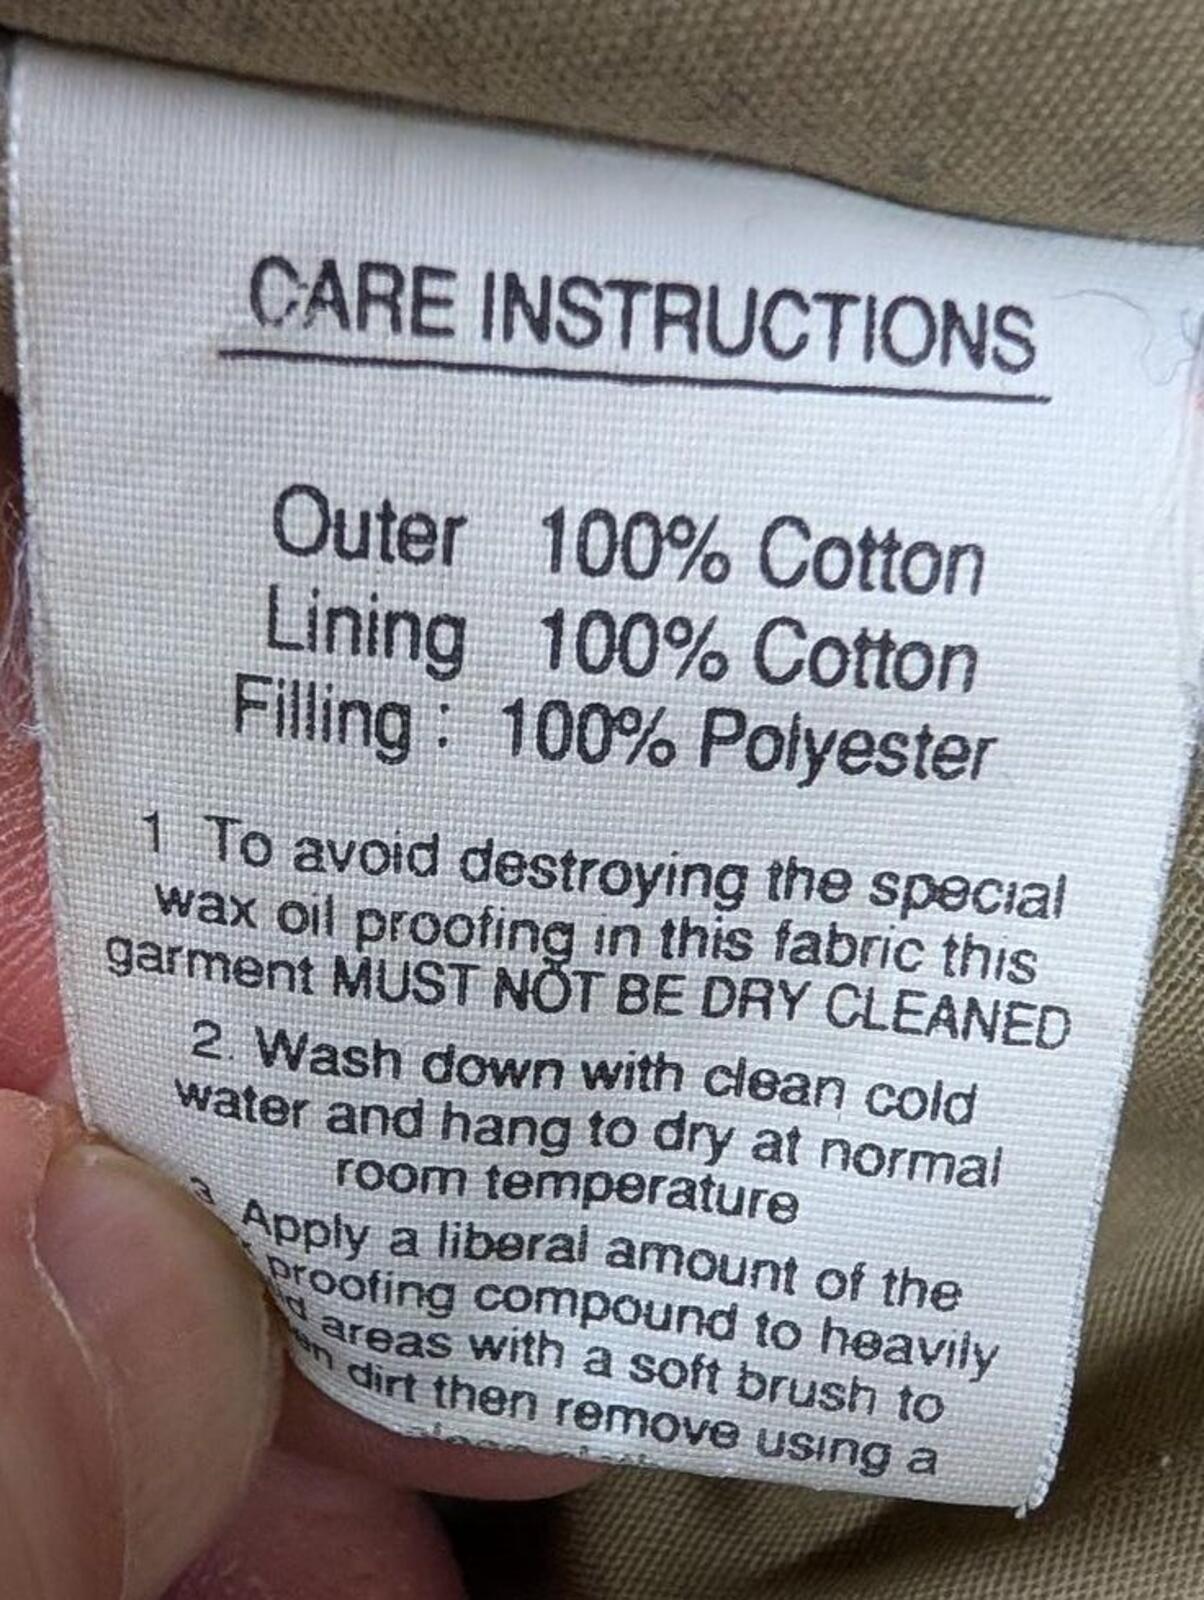 CARE INSTRUCTIONS
Outer 100% Cotton
Lining 100% Cotton
Filling : 100% Polyester
1 To avoid destroying the special
wax oil proofing in this fabric this
garment MUST NOT BE DRY CLEANED
2. Wash down with clean cold
water and hang to dry at normal
room temperature
3 Apply a liberal amount of the
proofing compound to heavily
areas with a soft brush to
dirt then remove using a